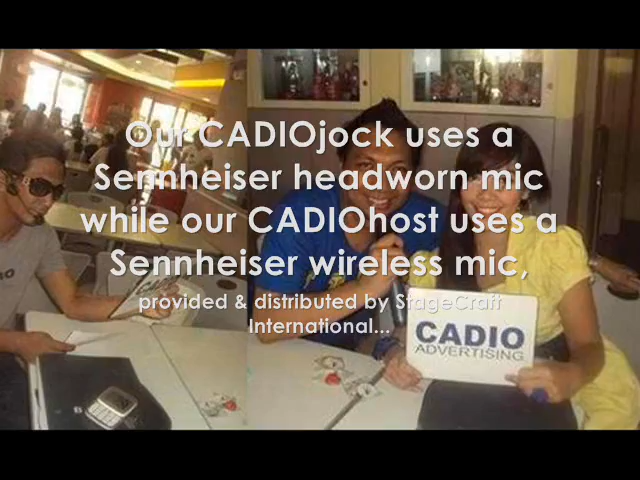 Our CADIOjock uses a
Sennheiser headworn mic
while our CADIOhost uses a
Sennheiser wireless mic,
provided & distributed by StageCraft
International...
CADIO
ADVERTISING